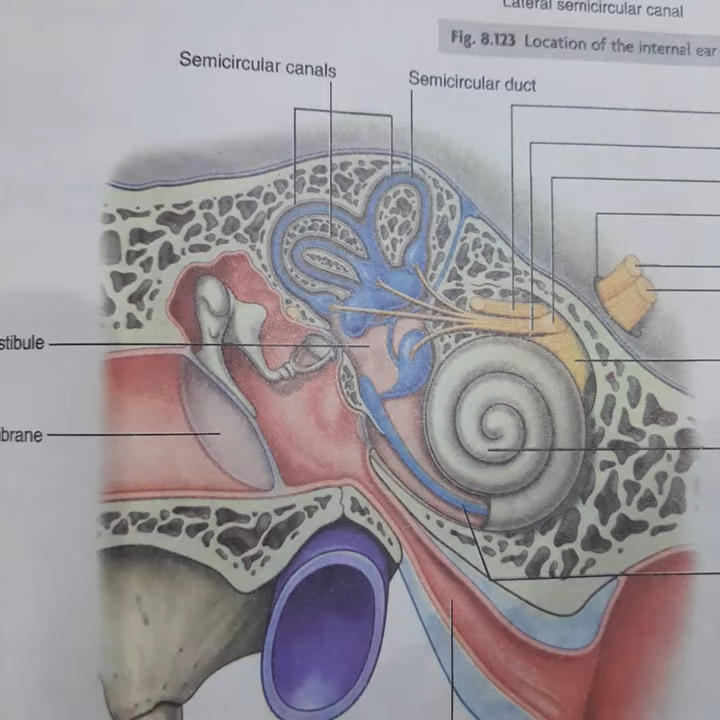 Lateral semicircular canal
Fig. 8.123 Location of the internal ear
Semicircular canals
Semicircular duct
stibule
brane